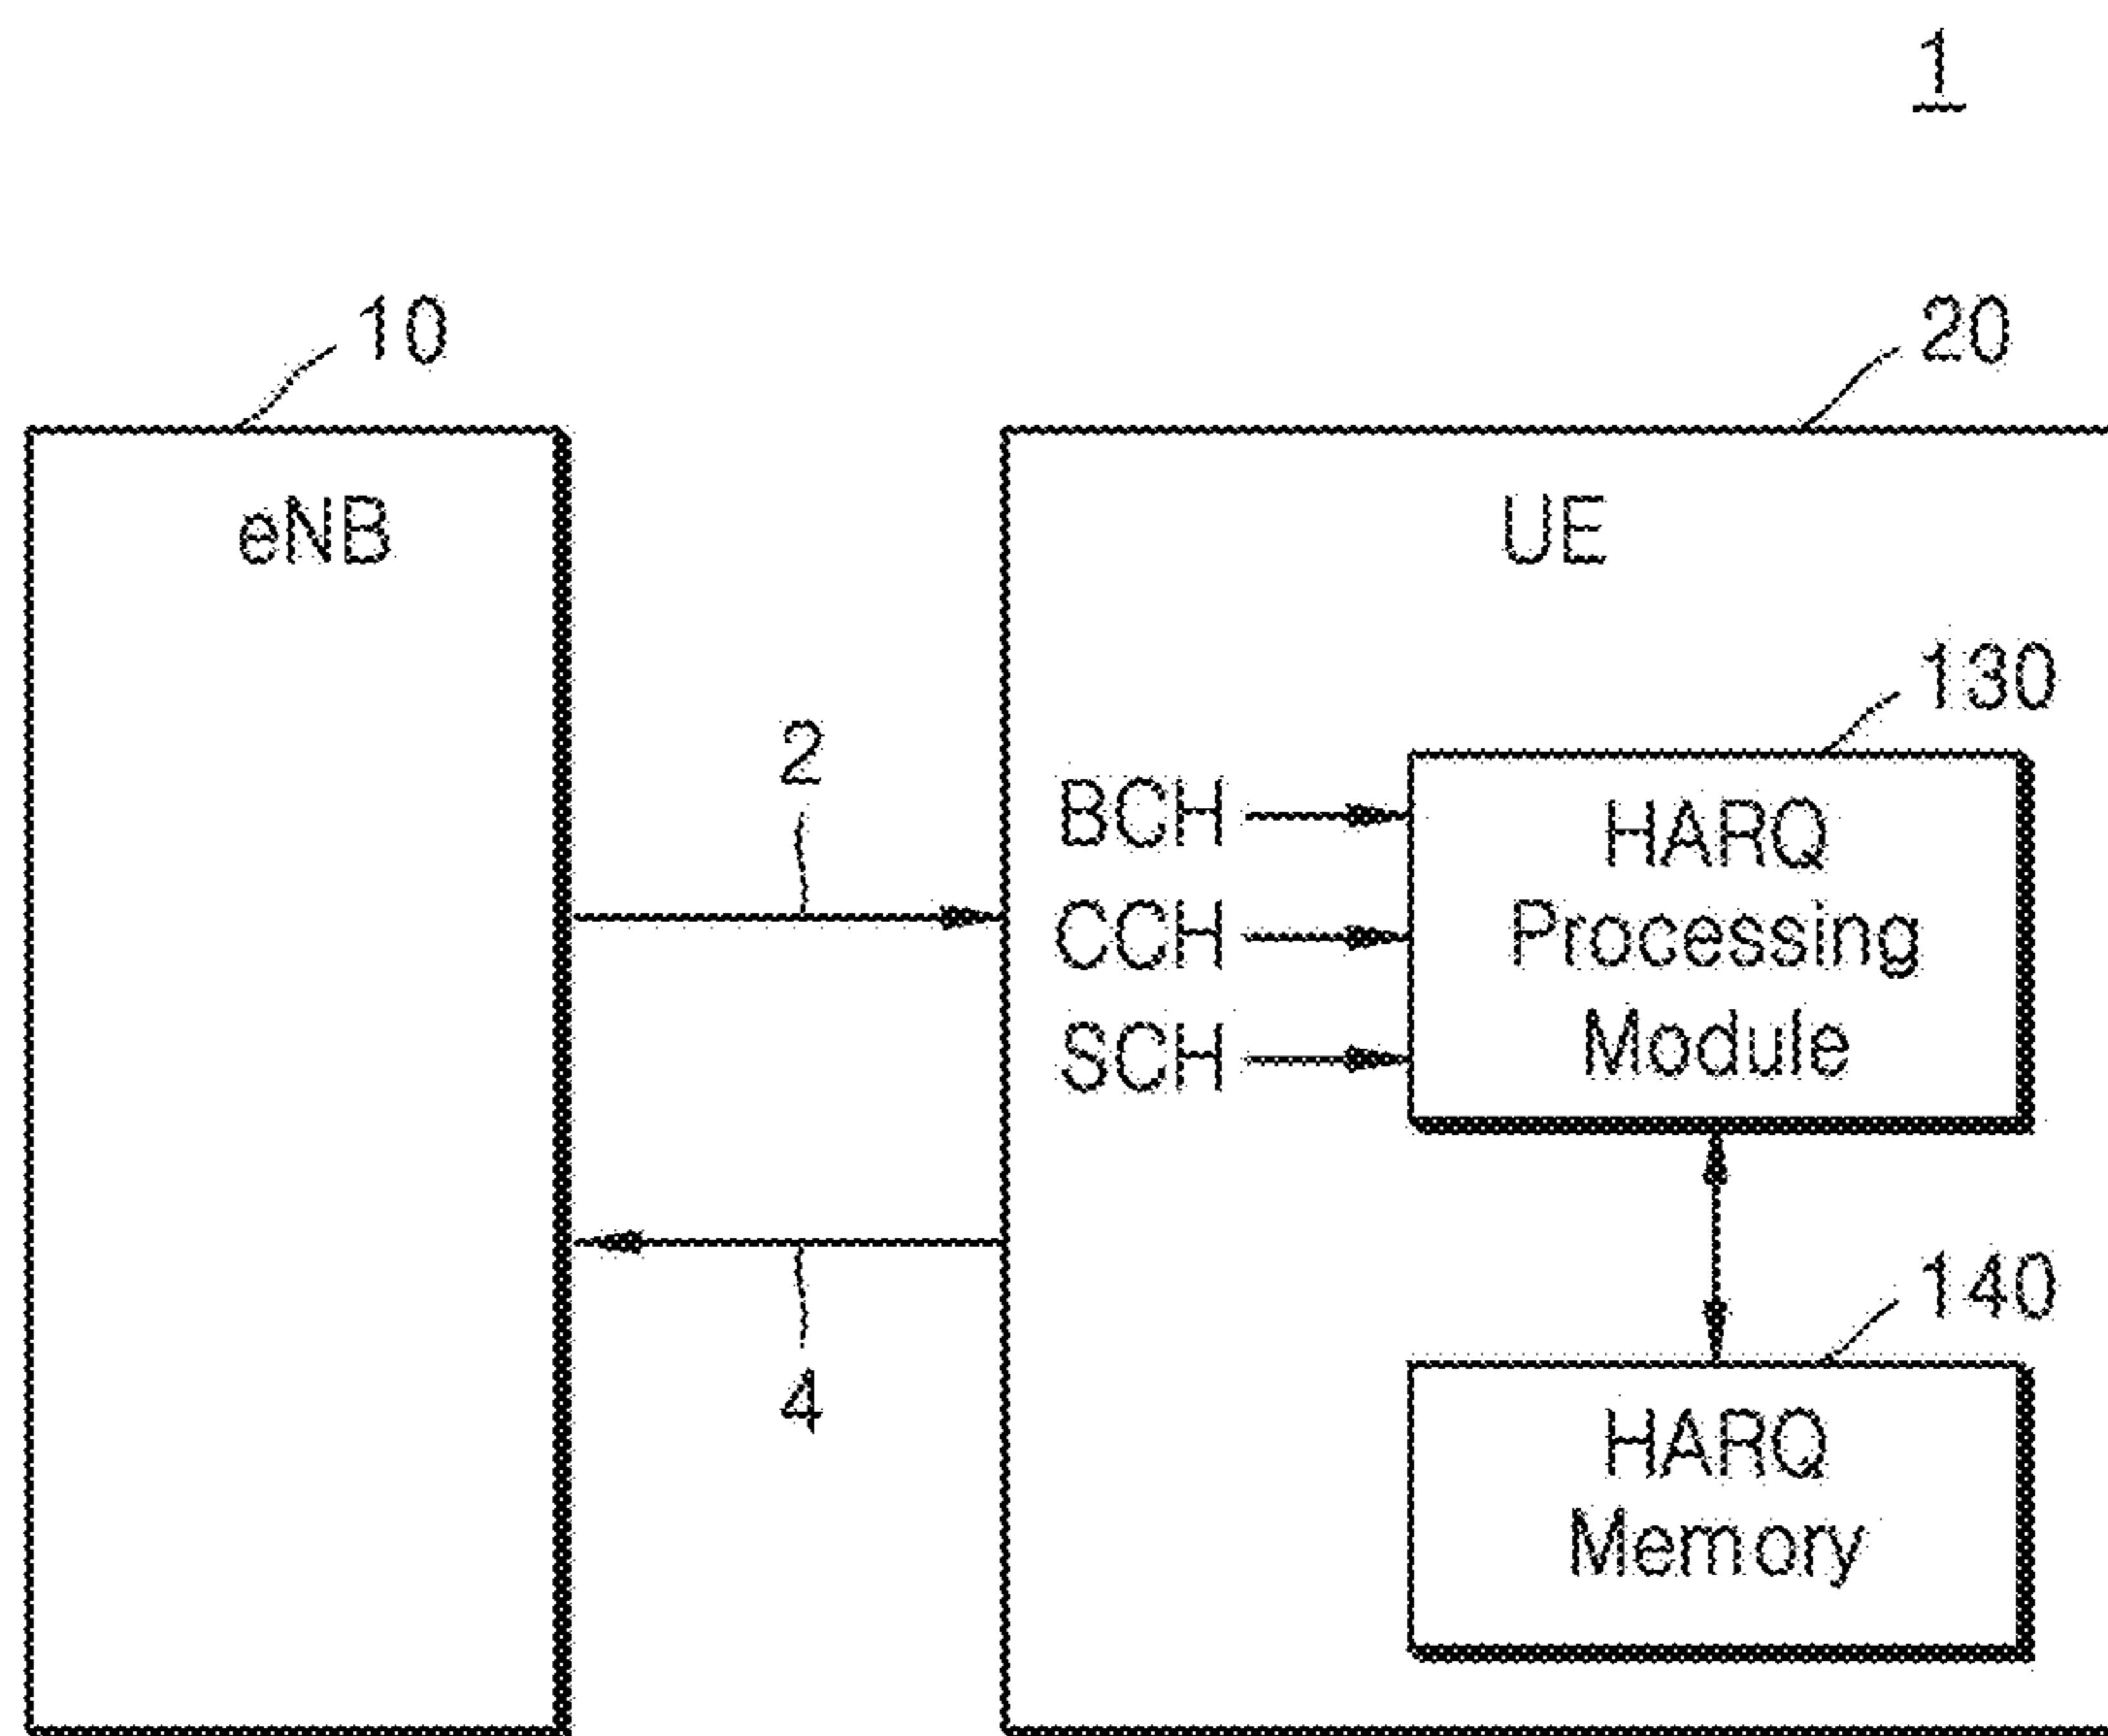 1
10
20
eNB
UE
130
2
BCH
HARQ
CCH
Processing
SCH
Module
140
4
HARQ
Memory